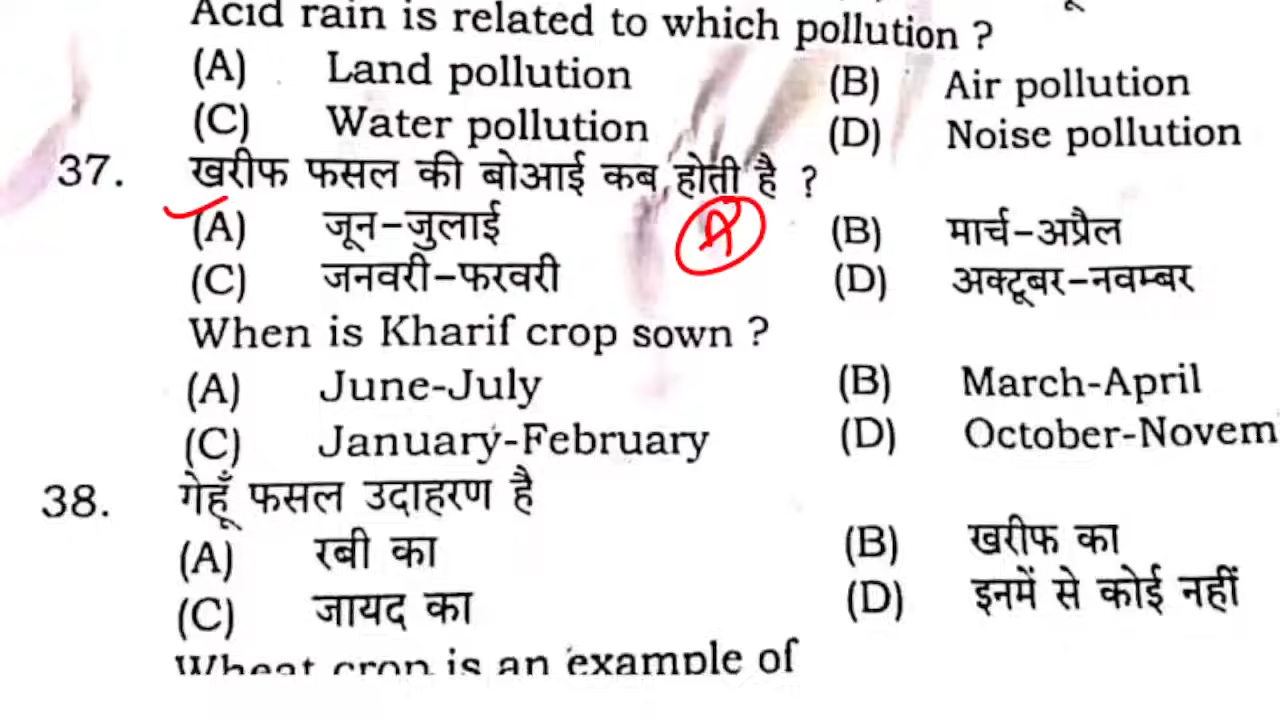 Acid rain is related to which pollution ?
(A) Land pollution (B) Air pollution
(C) Water pollution (D) Noise pollution
37. खरीफ फसल की बोआई कब होती है ?
(A) जून-जुलाई A (B) मार्च-अप्रैल
(C) जनवरी-फरवरी (D) अक्टूबर-नवम्बर
When is Kharif crop sown ?
(A) June-July (B) March-April
(C) January-February (D) October-Novem
38. गेहूँ फसल उदाहरण है
(A) रबी का (B) खरीफ का
(C) जायद का (D) इनमें से कोई नहीं
Wheat crop is an example of